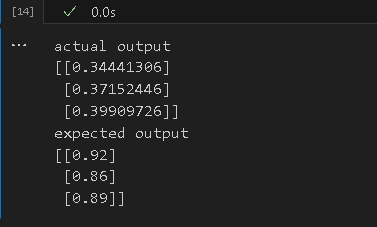 [14] ✓ 0.0s
... actual output
[[0.34441306]
[0.37152446]
[0.39909726]]
expected output
[[0.92]
[0.86]
[0.89]]